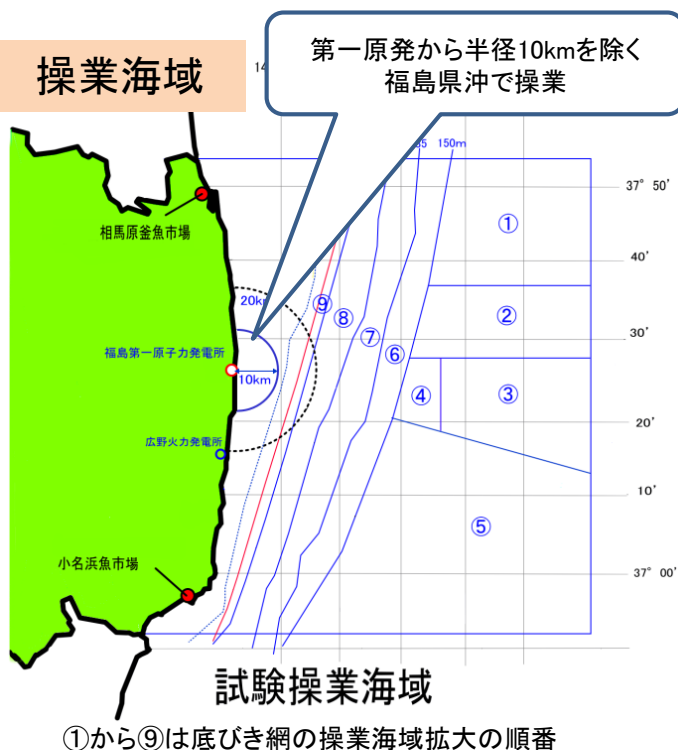 操業海域
第一原発から半径10kmを除く
福島県沖で操業
150m
37° 50’
相馬原釜魚市場
①
40’
20km
⑨
⑧
②
30’
⑦
福島第一原子力発電所
⑥
10km
④
③
20’
広野火力発電所
10’
⑤
小名浜魚市場
37° 00’
試験操業海域
①から⑨は底びき網の操業海域拡大の順番